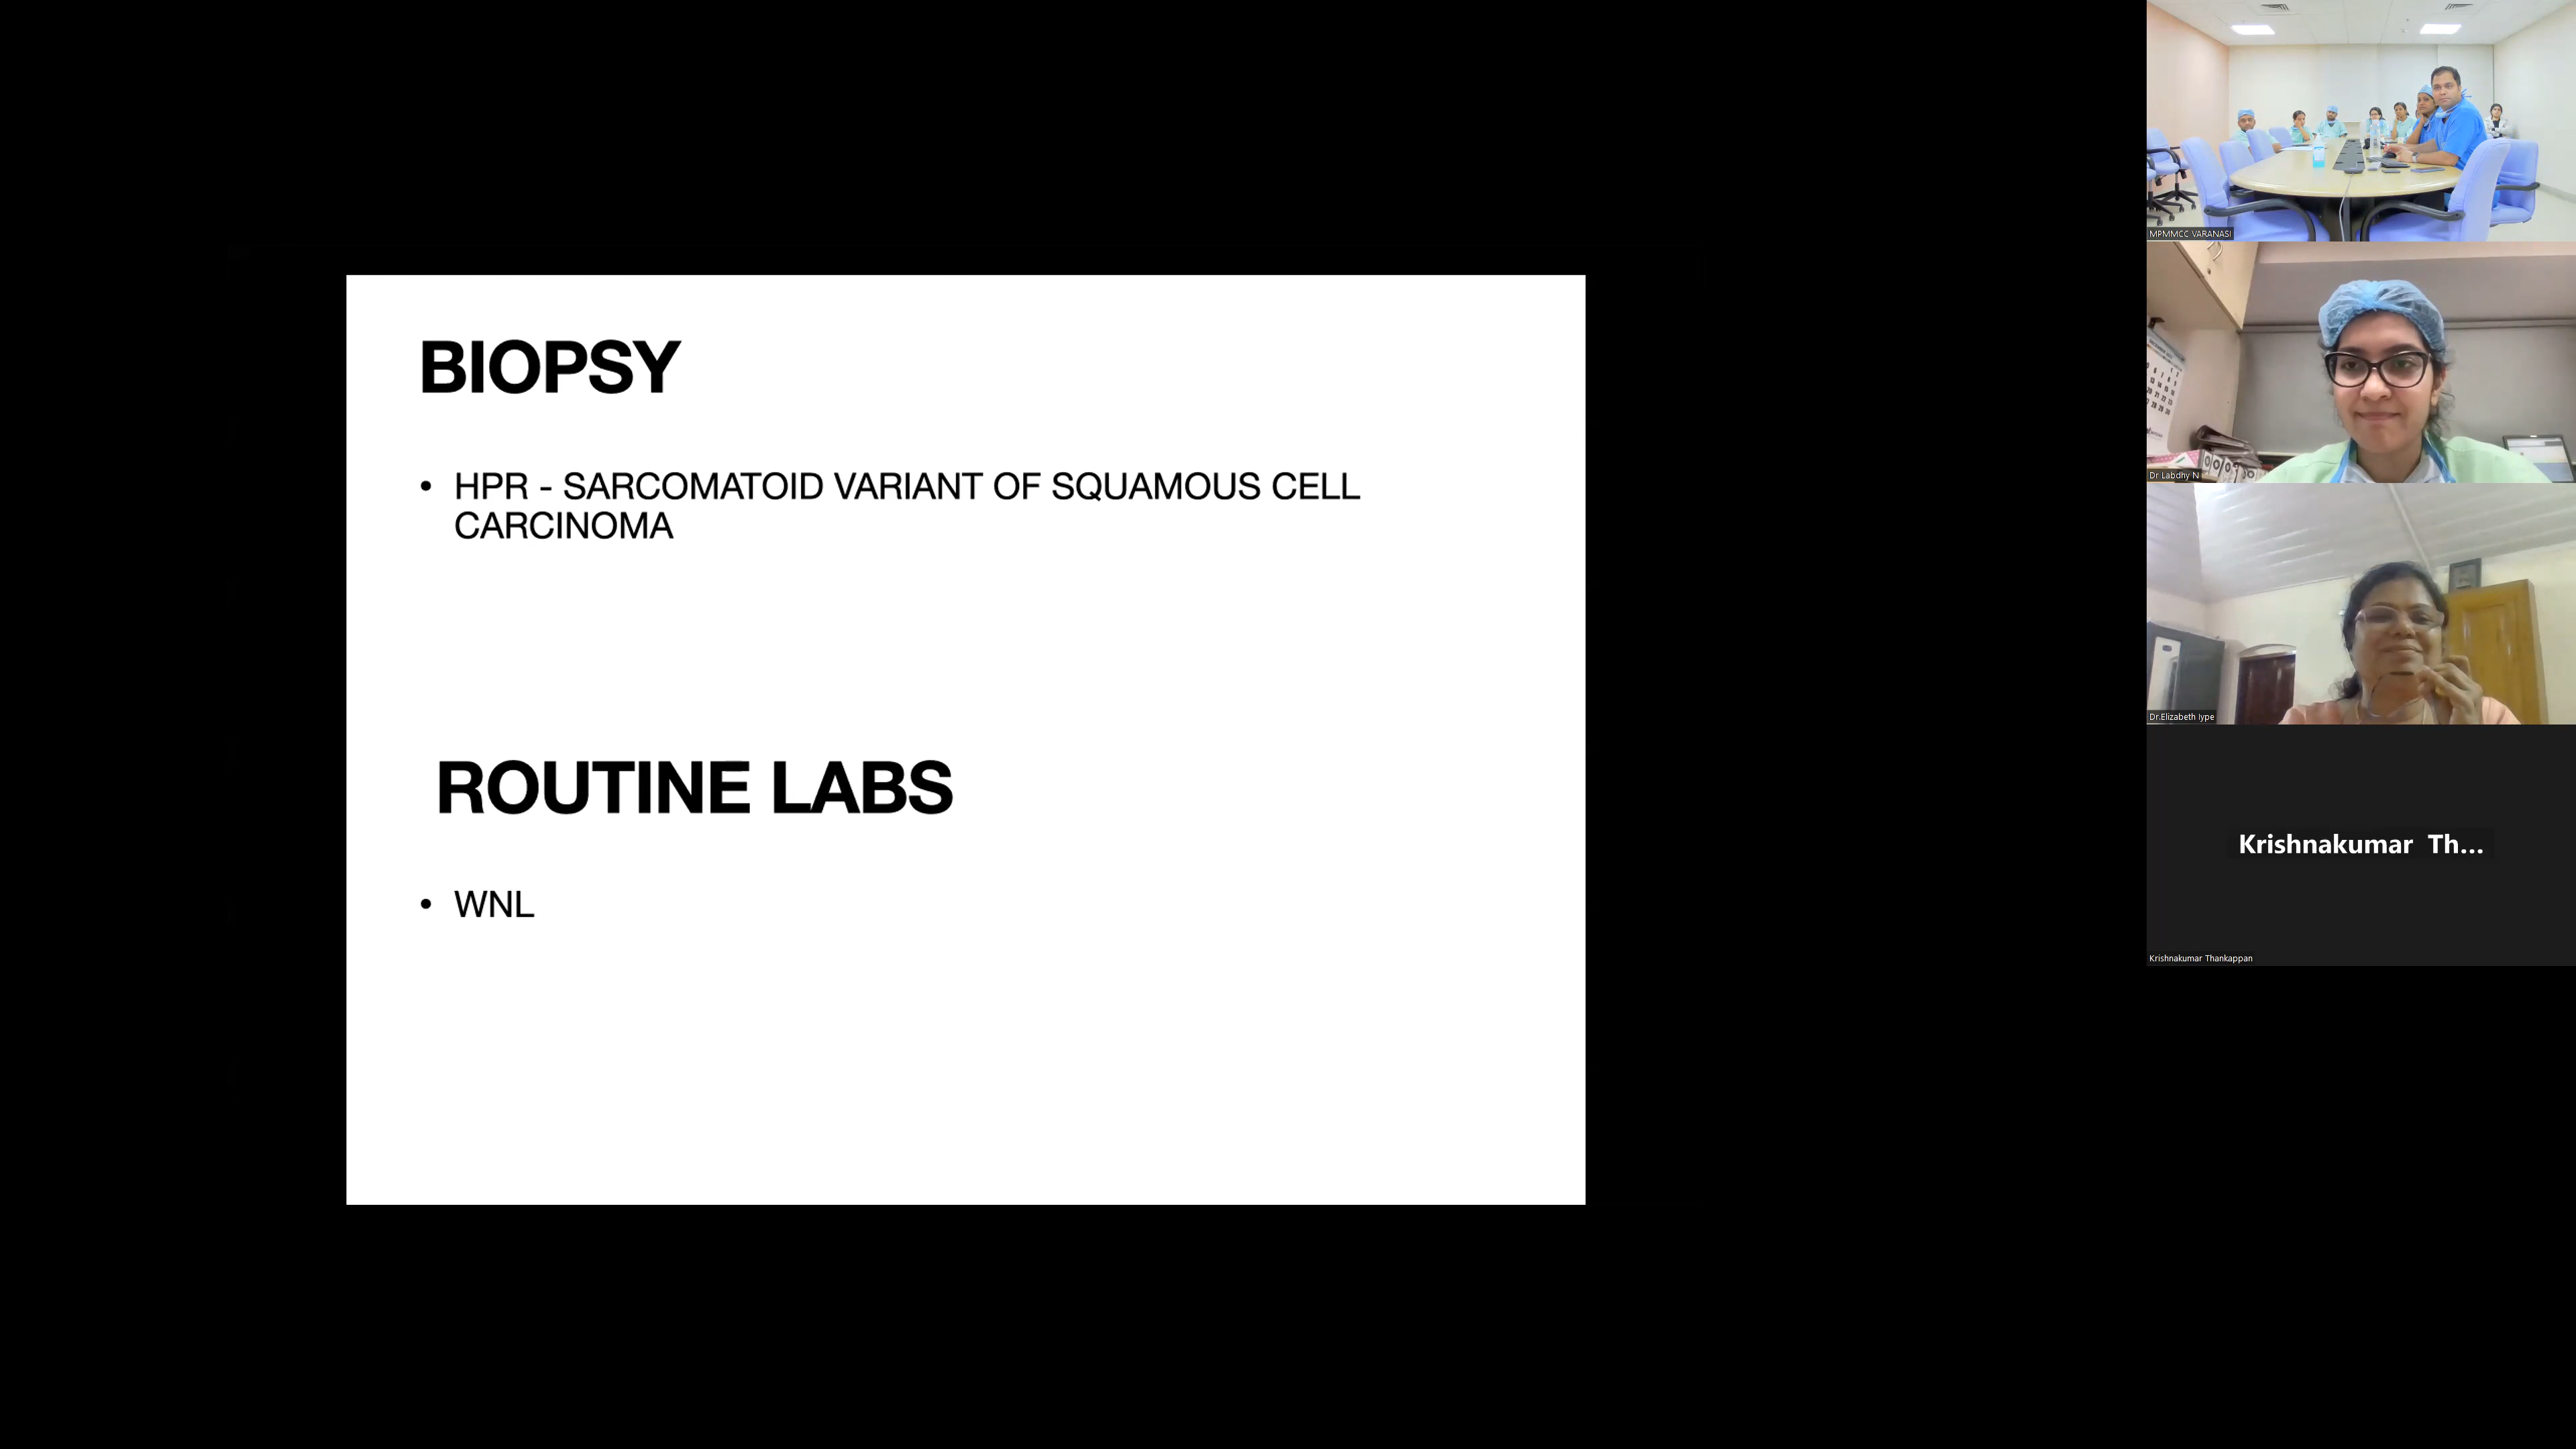 BIOPSY
• HPR - SARCOMATOID VARIANT OF SQUAMOUS CELL
CARCINOMA
ROUTINE LABS
• WNL
MPMMCC VARANASI
Dr Labdhy N
Dr.Elizabeth Iype
Krishnakumar Th...
Krishnakumar Thankappan